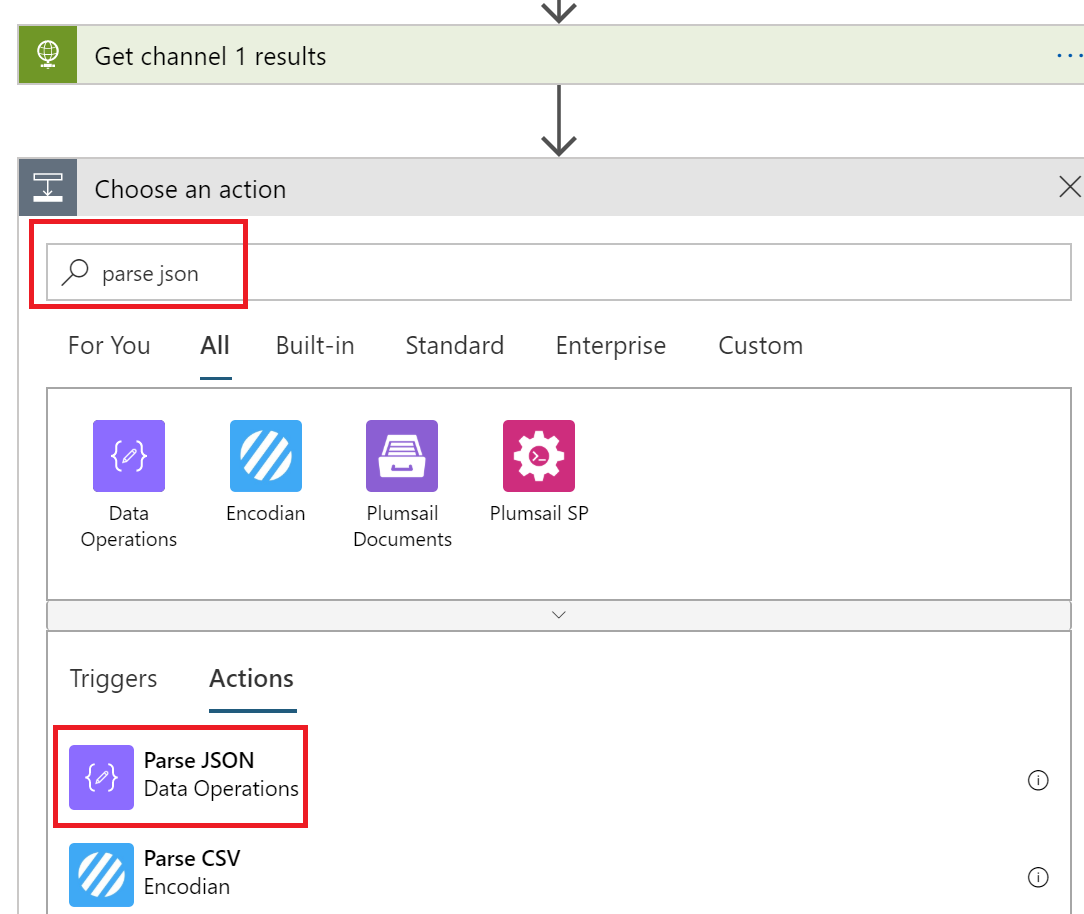 Get channel 1 results
Choose an action
parse json
For You All Built-in Standard Enterprise Custom
Data Operations
Encodian
Plumsail Documents
Plumsail SP
Triggers Actions
Parse JSON
Data Operations
Parse CSV
Encodian